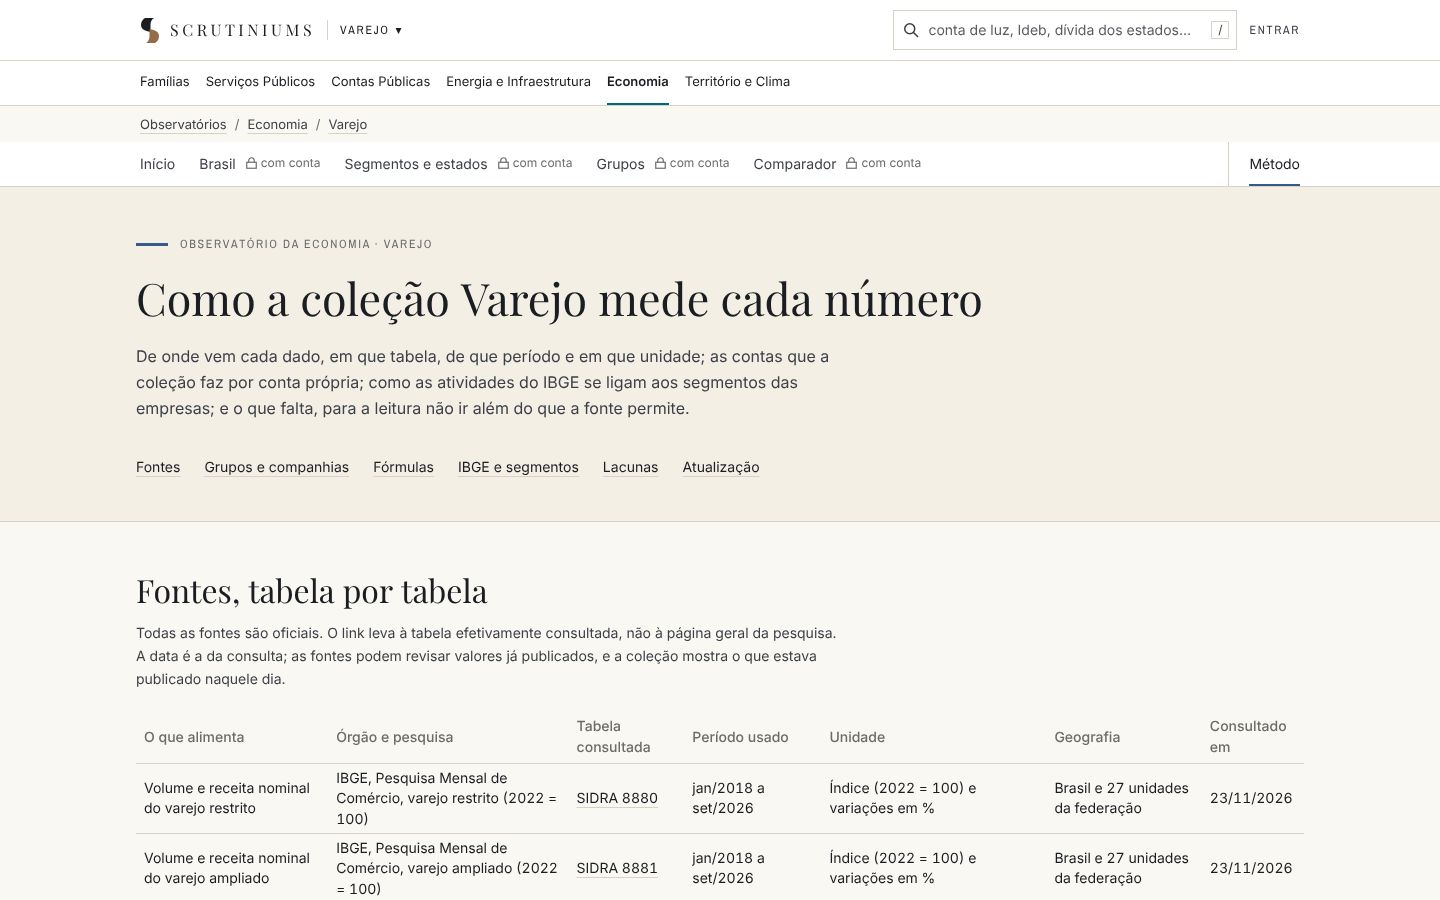 SCRUTINIUMS
VAREJO ▼
conta de luz, Ideb, dívida dos estados...
/
ENTRAR
Famílias
Serviços Públicos
Contas Públicas
Energia e Infraestrutura
Economia
Território e Clima
Observatórios / Economia / Varejo
Início
Brasil
com conta
Segmentos e estados
com conta
Grupos
com conta
Comparador
com conta
Método
OBSERVATÓRIO DA ECONOMIA · VAREJO
Como a coleção Varejo mede cada número
De onde vem cada dado, em que tabela, de que período e em que unidade; as contas que a
coleção faz por conta própria; como as atividades do IBGE se ligam aos segmentos das
empresas; e o que falta, para a leitura não ir além do que a fonte permite.
Fontes
Grupos e companhias
Fórmulas
IBGE e segmentos
Lacunas
Atualização
Fontes, tabela por tabela
Todas as fontes são oficiais. O link leva à tabela efetivamente consultada, não à página geral da pesquisa.
A data é a da consulta; as fontes podem revisar valores já publicados, e a coleção mostra o que estava
publicado naquele dia.
O que alimenta
Órgão e pesquisa
Tabela
consultada
Período usado
Unidade
Geografia
Consultado
em
Volume e receita nominal
do varejo restrito
IBGE, Pesquisa Mensal de
Comércio, varejo restrito (2022 =
100)
SIDRA 8880
jan/2018 a
set/2026
Índice (2022 = 100) e
variações em %
Brasil e 27 unidades
da federação
23/11/2026
Volume e receita nominal
do varejo ampliado
IBGE, Pesquisa Mensal de
Comércio, varejo ampliado (2022
= 100)
SIDRA 8881
jan/2018 a
set/2026
Índice (2022 = 100) e
variações em %
Brasil e 27 unidades
da federação
23/11/2026